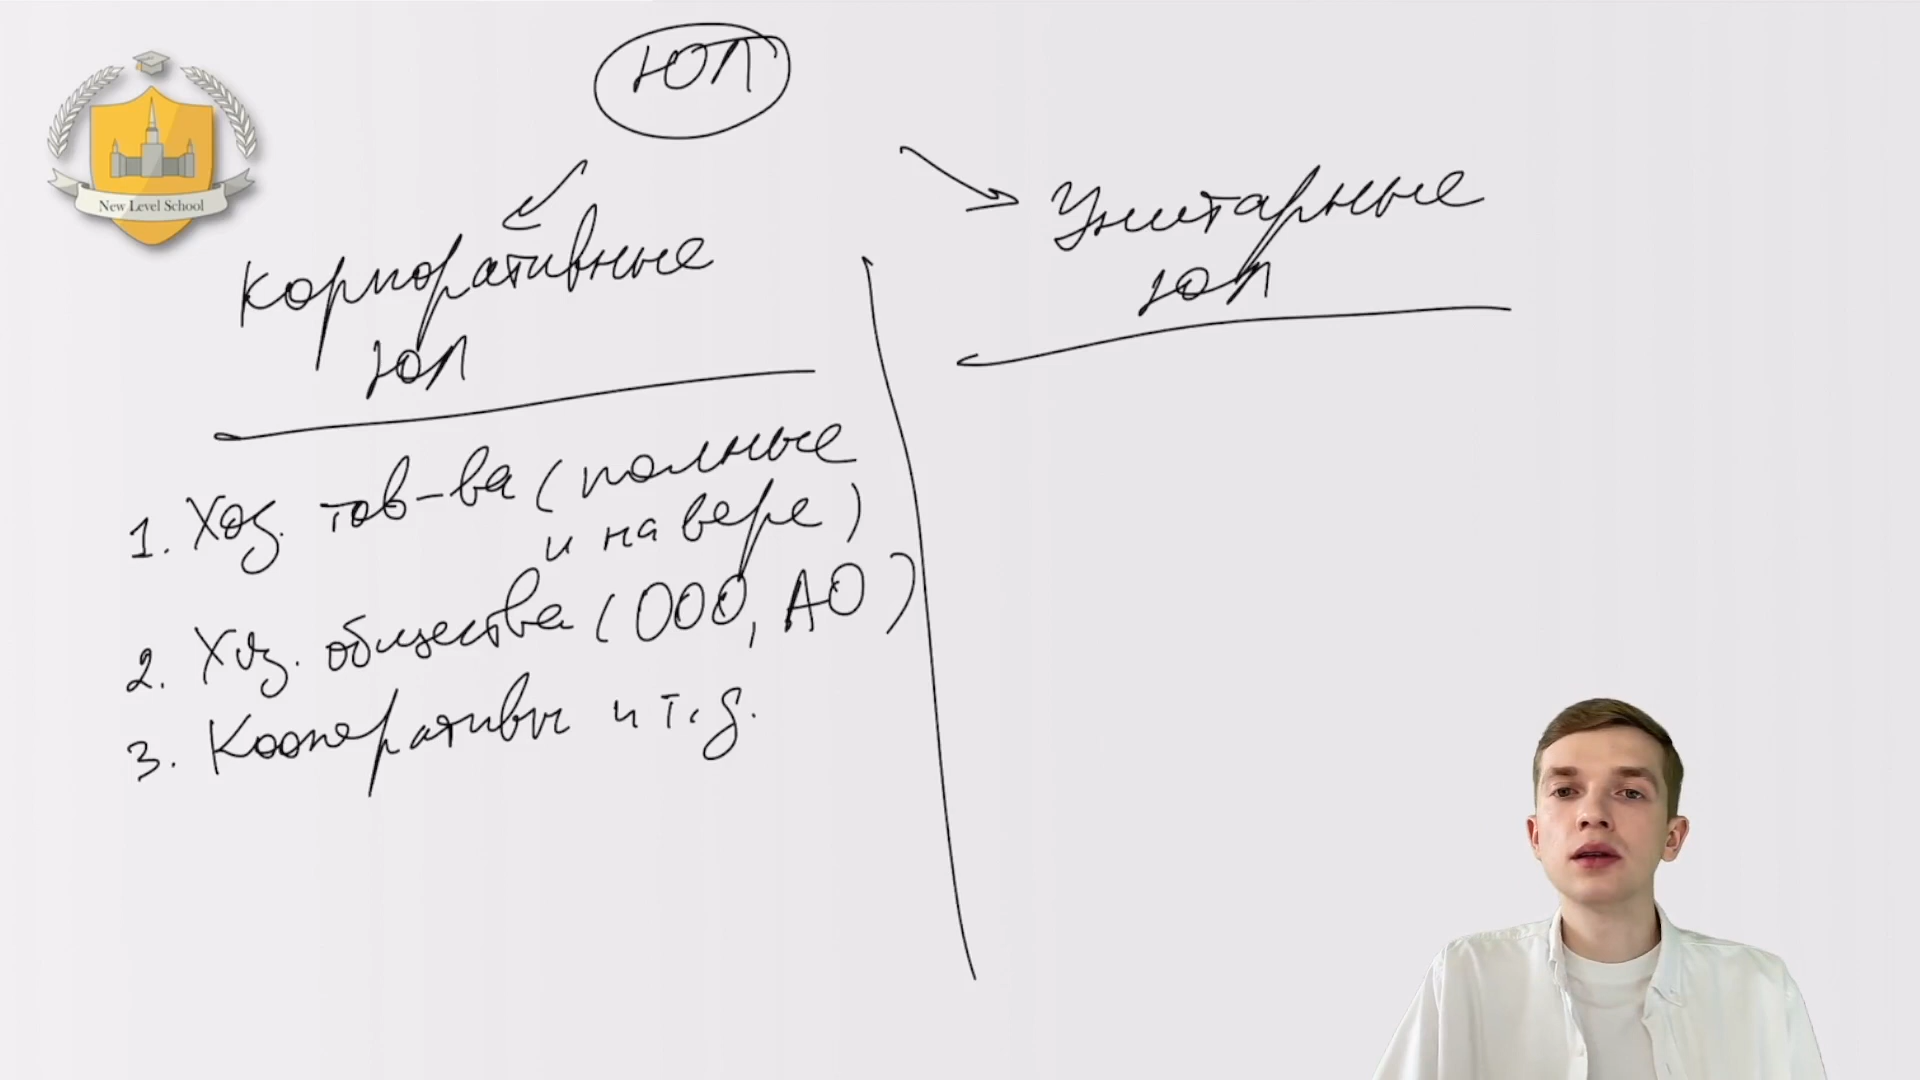 New Level School
ЮЛ
Корпоративные
ЮЛ
Унитарные
ЮЛ
1. Хоз. тов-ва (полные
и на вере)
2. Хоз. общества (ООО, АО)
3. Кооперативы и т.д.